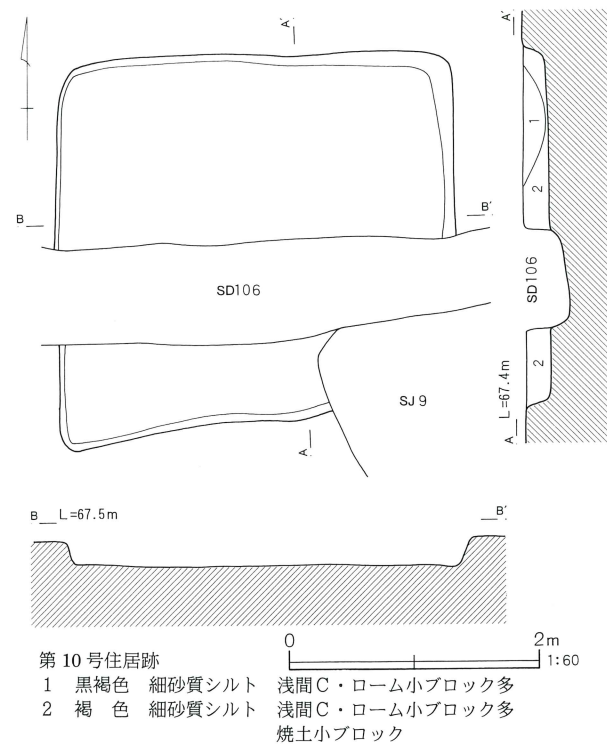 A'
A'
1
2
B
B'
SD106
SD106
2
SJ9
L=67.4m
A
A
B L=67.5m B'
0 2m
1:60
第10号住居跡
1 黒褐色 細砂質シルト 浅間C・ローム小ブロック多
2 褐 色 細砂質シルト 浅間C・ローム小ブロック多
焼土小ブロック